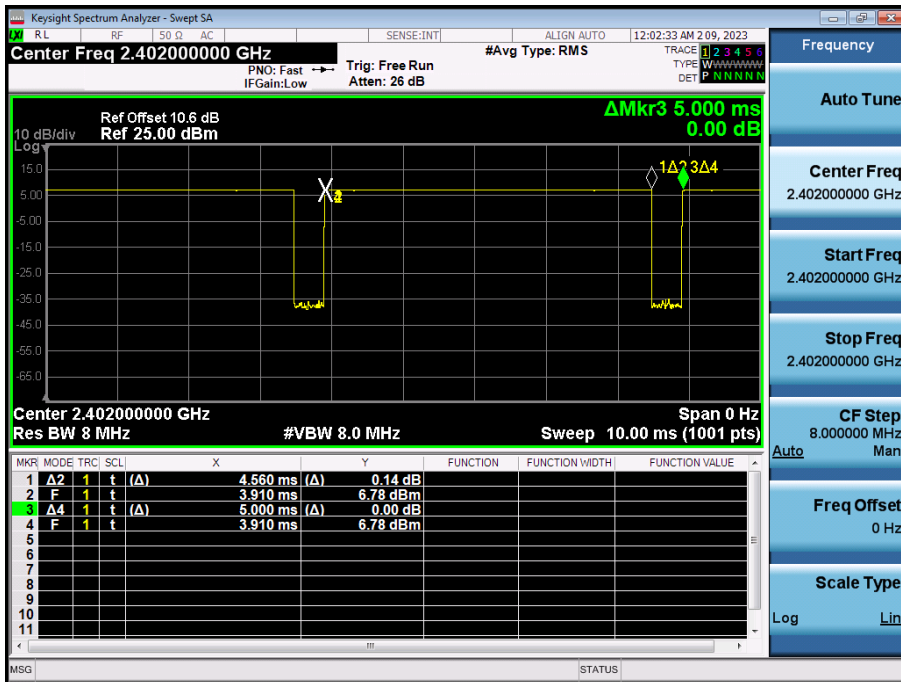 Keysight Spectrum Analyzer - Swept SA
LXI RL RF 50 Ω AC SENSE:INT ALIGN AUTO 12:02:33 AM 2 09, 2023
Center Freq 2.402000000 GHz #Avg Type: RMS TRACE 1 2 3 4 5 6
PNO: Fast Trig: Free Run TYPE WWWWWW
IFGain:Low Atten: 26 dB DET P N N N N N
Frequency
Auto Tune
Center Freq
2.402000000 GHz
Start Freq
2.402000000 GHz
Stop Freq
2.402000000 GHz
CF Step
8.000000 MHz
Auto Man
Freq Offset
0 Hz
Scale Type
Log Lin
ΔMkr3 5.000 ms
0.00 dB
Ref Offset 10.6 dB
10 dB/div Ref 25.00 dBm
Log
15.0
5.00
-5.00
-15.0
-25.0
-35.0
-45.0
-55.0
-65.0
1Δ2 3Δ4
Center 2.402000000 GHz Span 0 Hz
Res BW 8 MHz #VBW 8.0 MHz Sweep 10.00 ms (1001 pts)
MKR MODE TRC SCL X Y FUNCTION FUNCTION WIDTH FUNCTION VALUE
1 Δ2 1 t (Δ) 4.560 ms (Δ) 0.14 dB
2 F 1 t 3.910 ms 6.78 dBm
3 Δ4 1 t (Δ) 5.000 ms (Δ) 0.00 dB
4 F 1 t 3.910 ms 6.78 dBm
5
6
7
8
9
10
11
MSG STATUS